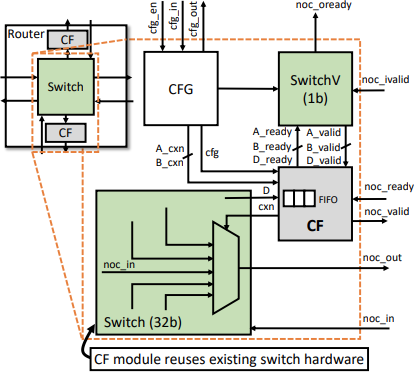 noc_oready
Router
CF
Switch
CF
cfg_en
cfg_in
cfg_out
CFG
SwitchV
(1b)
noc_ivalid
A_cxn
B_cxn
cfg
A_ready
B_ready
D_ready
A_valid
B_valid
D_valid
D
cxn
FIFO
CF
noc_ready
noc_valid
noc_in
noc_out
Switch (32b)
noc_in
CF module reuses existing switch hardware